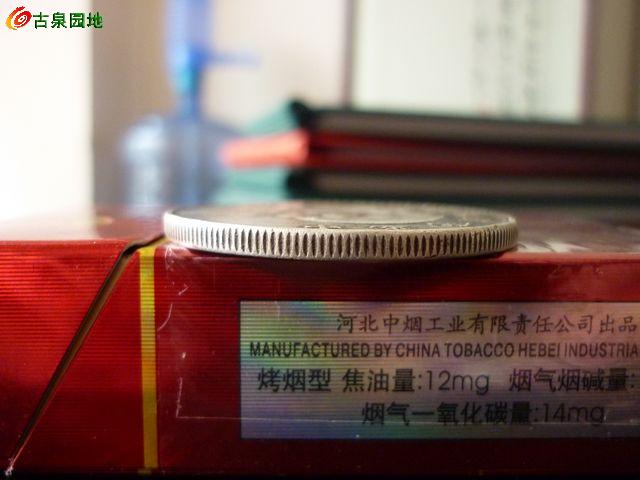 古泉园地
河北中烟工业有限责任公司出品
MANUFACTURED BY CHINA TOBACCO HEBEI INDUSTRIA
烤烟型 焦油量:12mg 烟气烟碱量:
烟气一氧化碳量:14mg